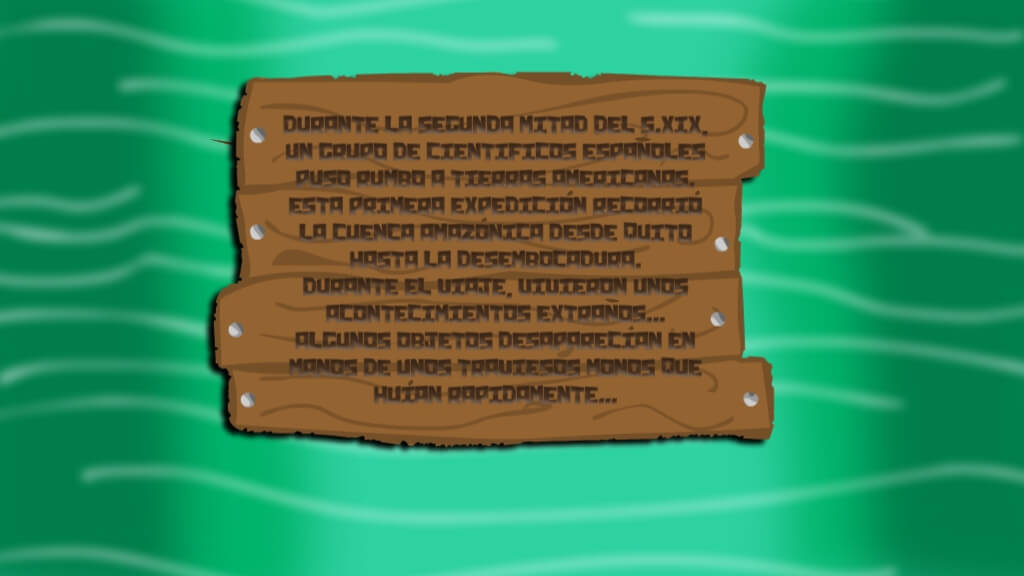 DURANTE LA SEGUNDA MITAD DEL S.XIX,
UN GRUPO DE CIENTIFICOS ESPAÑOLES
PUSO RUMBO A TIERRAS AMERICANAS.
ESTA PRIMERA EXPEDICIÓN RECORRIÓ
LA CUENCA AMAZÓNICA DESDE QUITO
HASTA LA DESEMBOCADURA.
DURANTE EL VIAJE, VIVIERON UNOS
ACONTECIMIENTOS EXTRAÑOS...
ALGUNOS OBJETOS DESAPARECÍAN EN
MANOS DE UNOS TRAVIESOS MONOS QUE
HUÍAN RAPIDAMENTE...